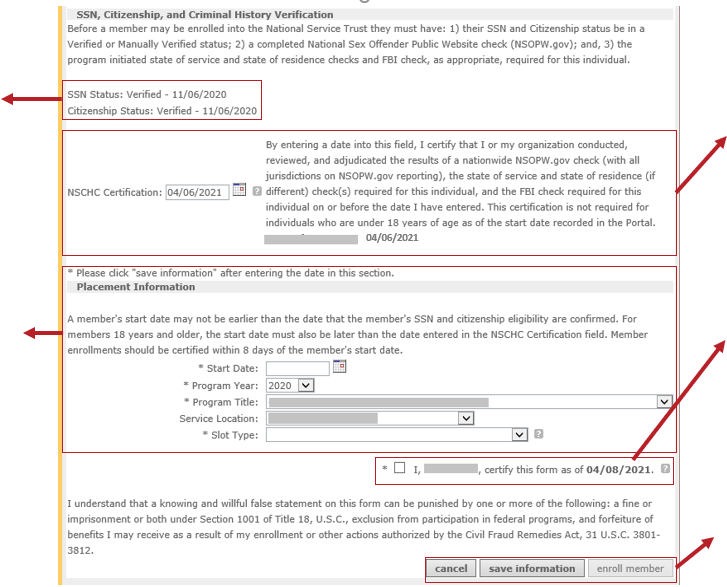 SSN, Citizenship, and Criminal History Verification
Before a member may be enrolled into the National Service Trust they must have: 1) their SSN and Citizenship status be in a
Verified or Manually Verified status; 2) a completed National Sex Offender Public Website check (NSOPW.gov); and, 3) the
program initiated state of service and state of residence checks and FBI check, as appropriate, required for this individual.
SSN Status: Verified - 11/06/2020
Citizenship Status: Verified - 11/06/2020
By entering a date into this field, I certify that I or my organization conducted,
reviewed, and adjudicated the results of a nationwide NSOPW.gov check (with all
jurisdictions on NSOPW.gov reporting), the state of service and state of residence (if
NSCHC Certification: 04/06/2021 ? different) check(s) required for this individual, and the FBI check required for this
individual on or before the date I have entered. This certification is not required for
individuals who are under 18 years of age as of the start date recorded in the Portal.
04/06/2021
* Please click "save information" after entering the date in this section.
Placement Information
A member's start date may not be earlier than the date that the member's SSN and citizenship eligibility are confirmed. For
members 18 years and older, the start date must also be later than the date entered in the NSCHC Certification field. Member
enrollments should be certified within 8 days of the member's start date.
* Start Date:
* Program Year: 2020
* Program Title:
Service Location:
* Slot Type: ?
* I, , certify this form as of 04/08/2021. ?
I understand that a knowing and willful false statement on this form can be punished by one or more of the following: a fine or
imprisonment or both under Section 1001 of Title 18, U.S.C., exclusion from participation in federal programs, and forfeiture of
benefits I may receive as a result of my enrollment or other actions authorized by the Civil Fraud Remedies Act, 31 U.S.C. 3801-
3812.
cancel save information enroll member